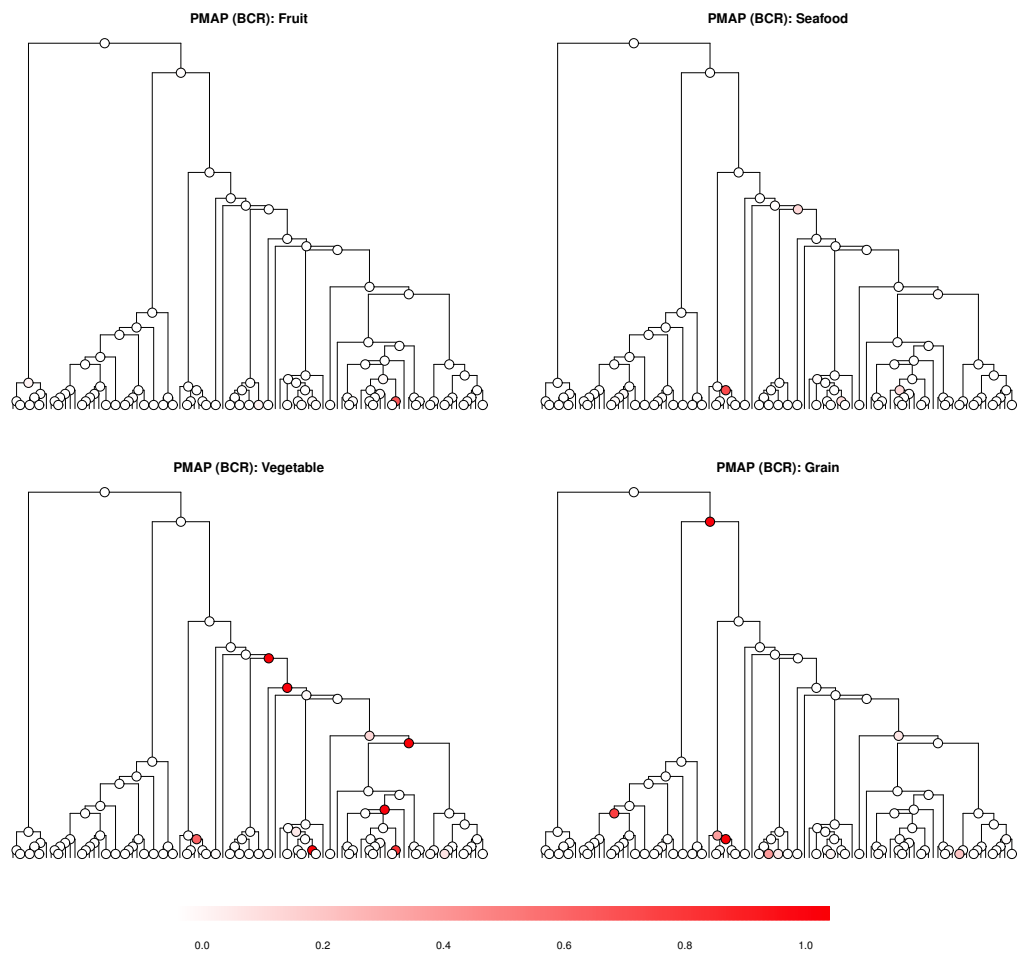 PMAP (BCR): Fruit
PMAP (BCR): Seafood
PMAP (BCR): Vegetable
PMAP (BCR): Grain
0.0 0.2 0.4 0.6 0.8 1.0